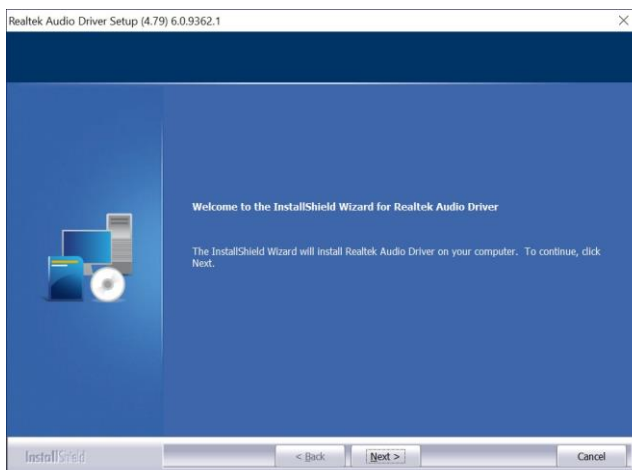 Realtek Audio Driver Setup (4.79) 6.0.9362.1
Welcome to the InstallShield Wizard for Realtek Audio Driver
The InstallShield Wizard will install Realtek Audio Driver on your computer. To continue, click
Next.
InstallShield
< Back Next > Cancel